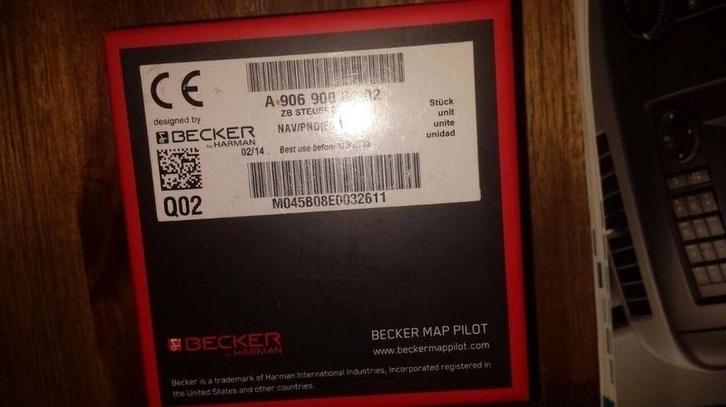 CE
designed by
BECKER
by HARMAN
A 906 900 02
ZB
NAV/PND
02/14 Best use before
Stück
unit
unite
unidad
Q02
M045B08E0032611
BECKER
by HARMAN
BECKER MAP PILOT
www.beckermappilot.com
Becker is a trademark of Harman International Industries, Incorporated registered in
the United States and other countries.